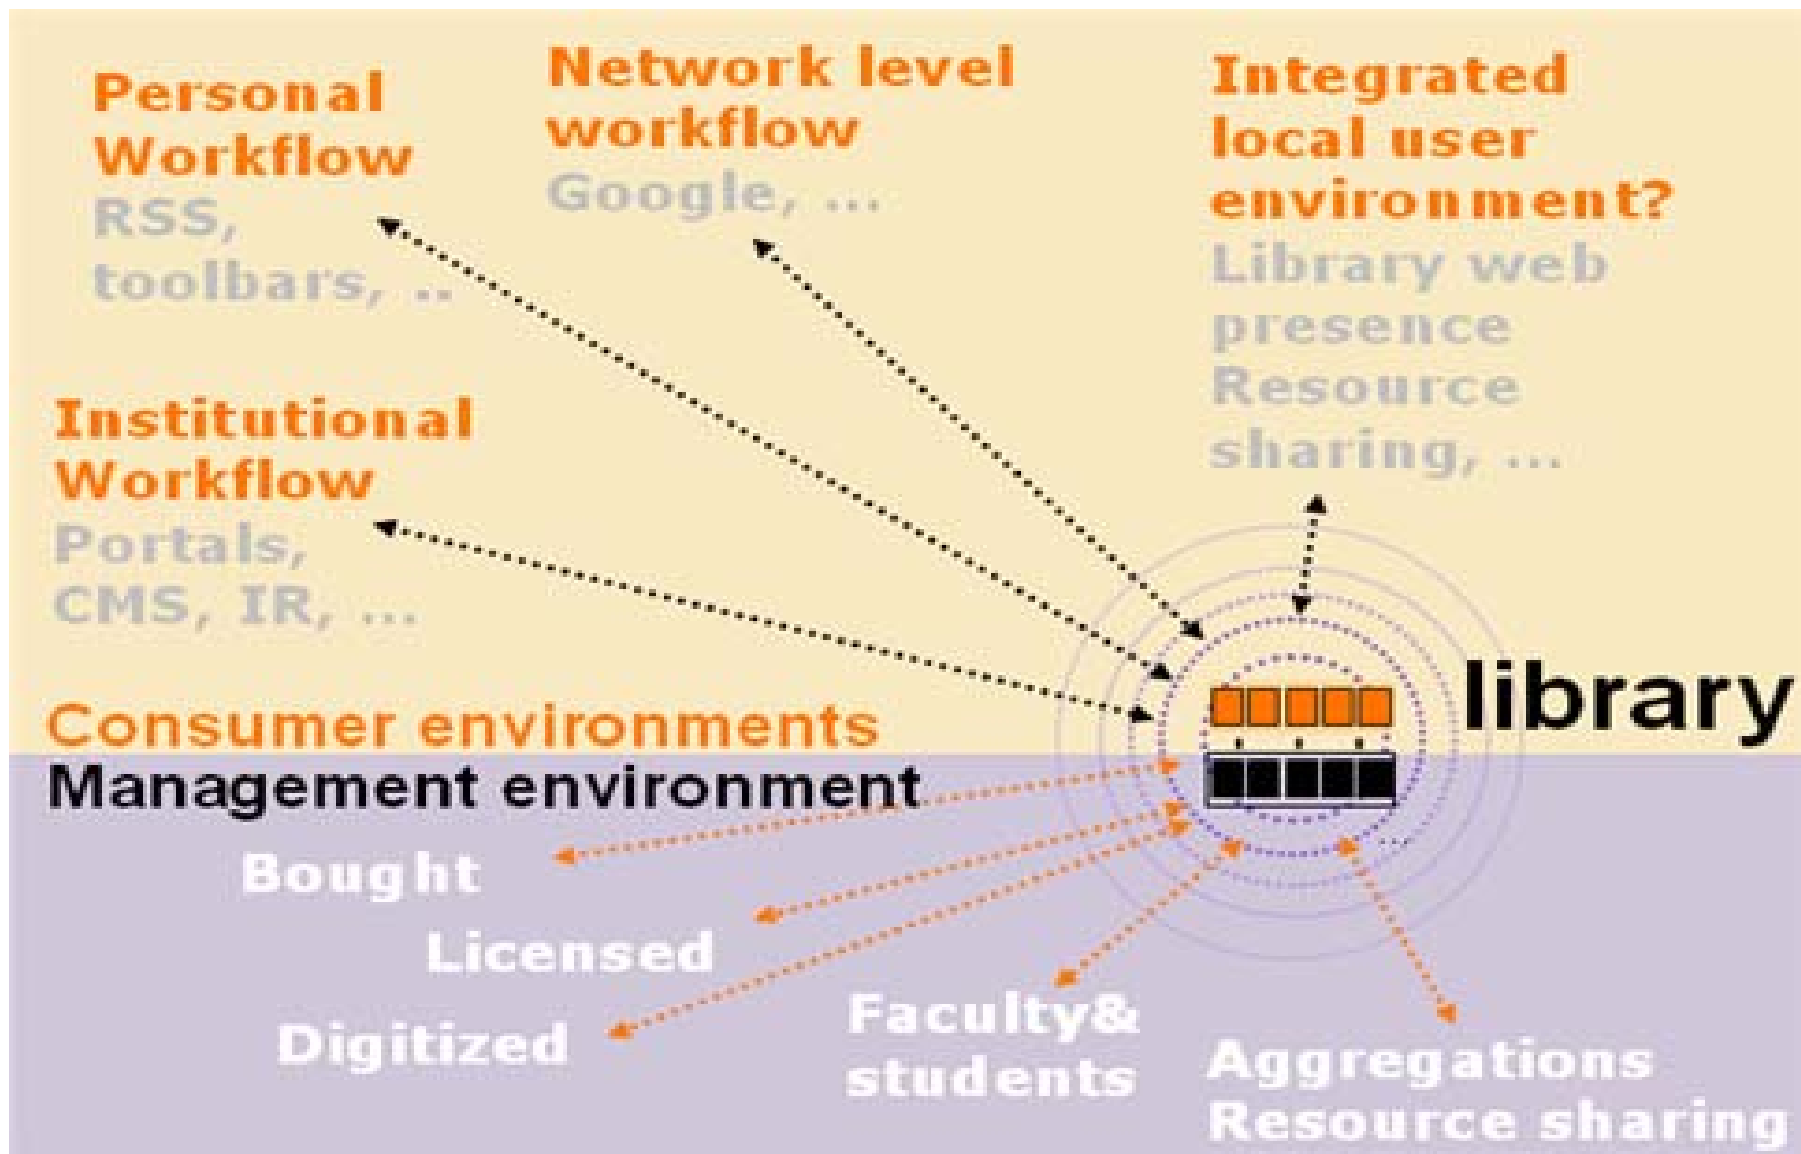 Personal
Workflow
RSS,
toolbars, ..
Network level
workflow
Google, ...
Integrated
local user
environment?
Library web
presence
Resource
sharing, ...
Institutional
Workflow
Portals,
CMS, IR, ...
library
Consumer environments
Management environment
Bought
Licensed
Digitized
Faculty&
students
...
Aggregations
Resource sharing